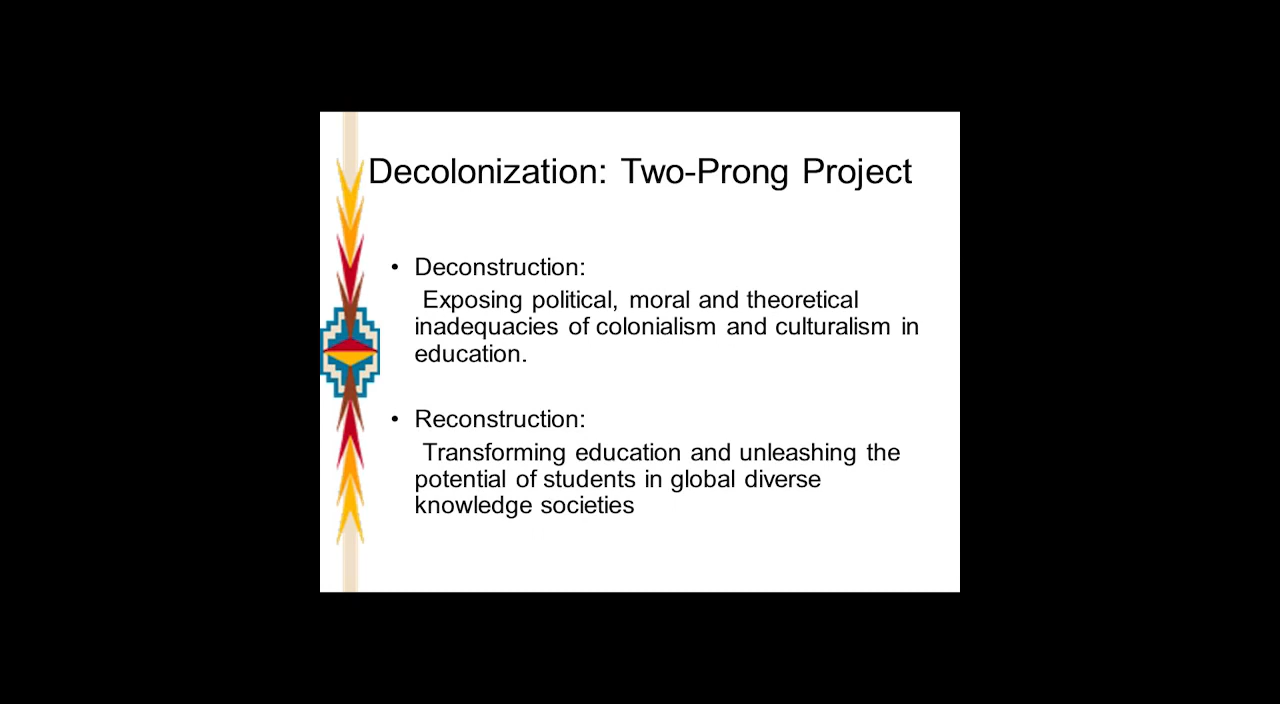 Decolonization: Two-Prong Project
• Deconstruction:
Exposing political, moral and theoretical
inadequacies of colonialism and culturalism in
education.
• Reconstruction:
Transforming education and unleashing the
potential of students in global diverse
knowledge societies